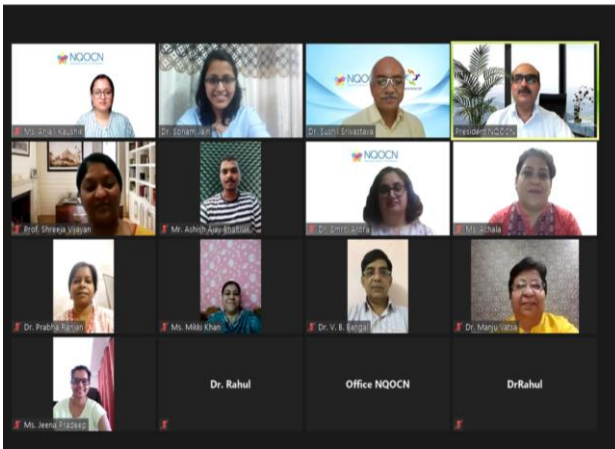 NQOCN
Ms. Anjali Kaushik
Dr. Sonam Jain
Dr. Sushil Srivastava
President NQOCN
Prof. Shreeja Vijayan
Mr. Ashish Ajay
NQOCN
Dr. Smriti Arora
Ms. Achala
Dr. Prabha Ranjan
Ms. Mikki Khan
Dr. V. B. Bangal
Dr. Manju Vatsa
Ms. Jeena Pradeep
Dr. Rahul
Office NQOCN
DrRahul